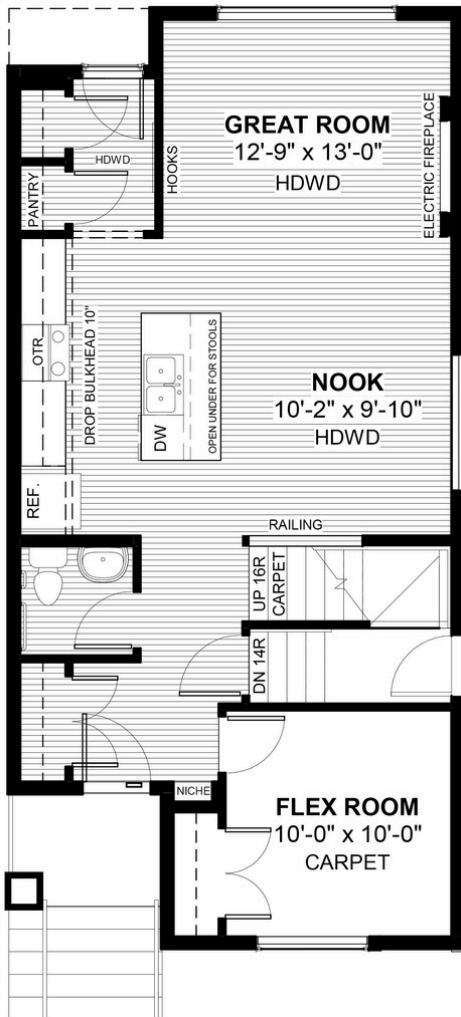 GREAT ROOM
12'-9" x 13'-0"
HDWD
ELECTRIC FIREPLACE
HDWD
HOOKS
PANTRY
OTR
DROP BULKHEAD 10"
DW
OPEN UNDER FOR STOOLS
NOOK
10'-2" x 9'-10"
HDWD
REF.
RAILING
UP 16R
CARPET
DN 14R
NICHE
FLEX ROOM
10'-0" x 10'-0"
CARPET